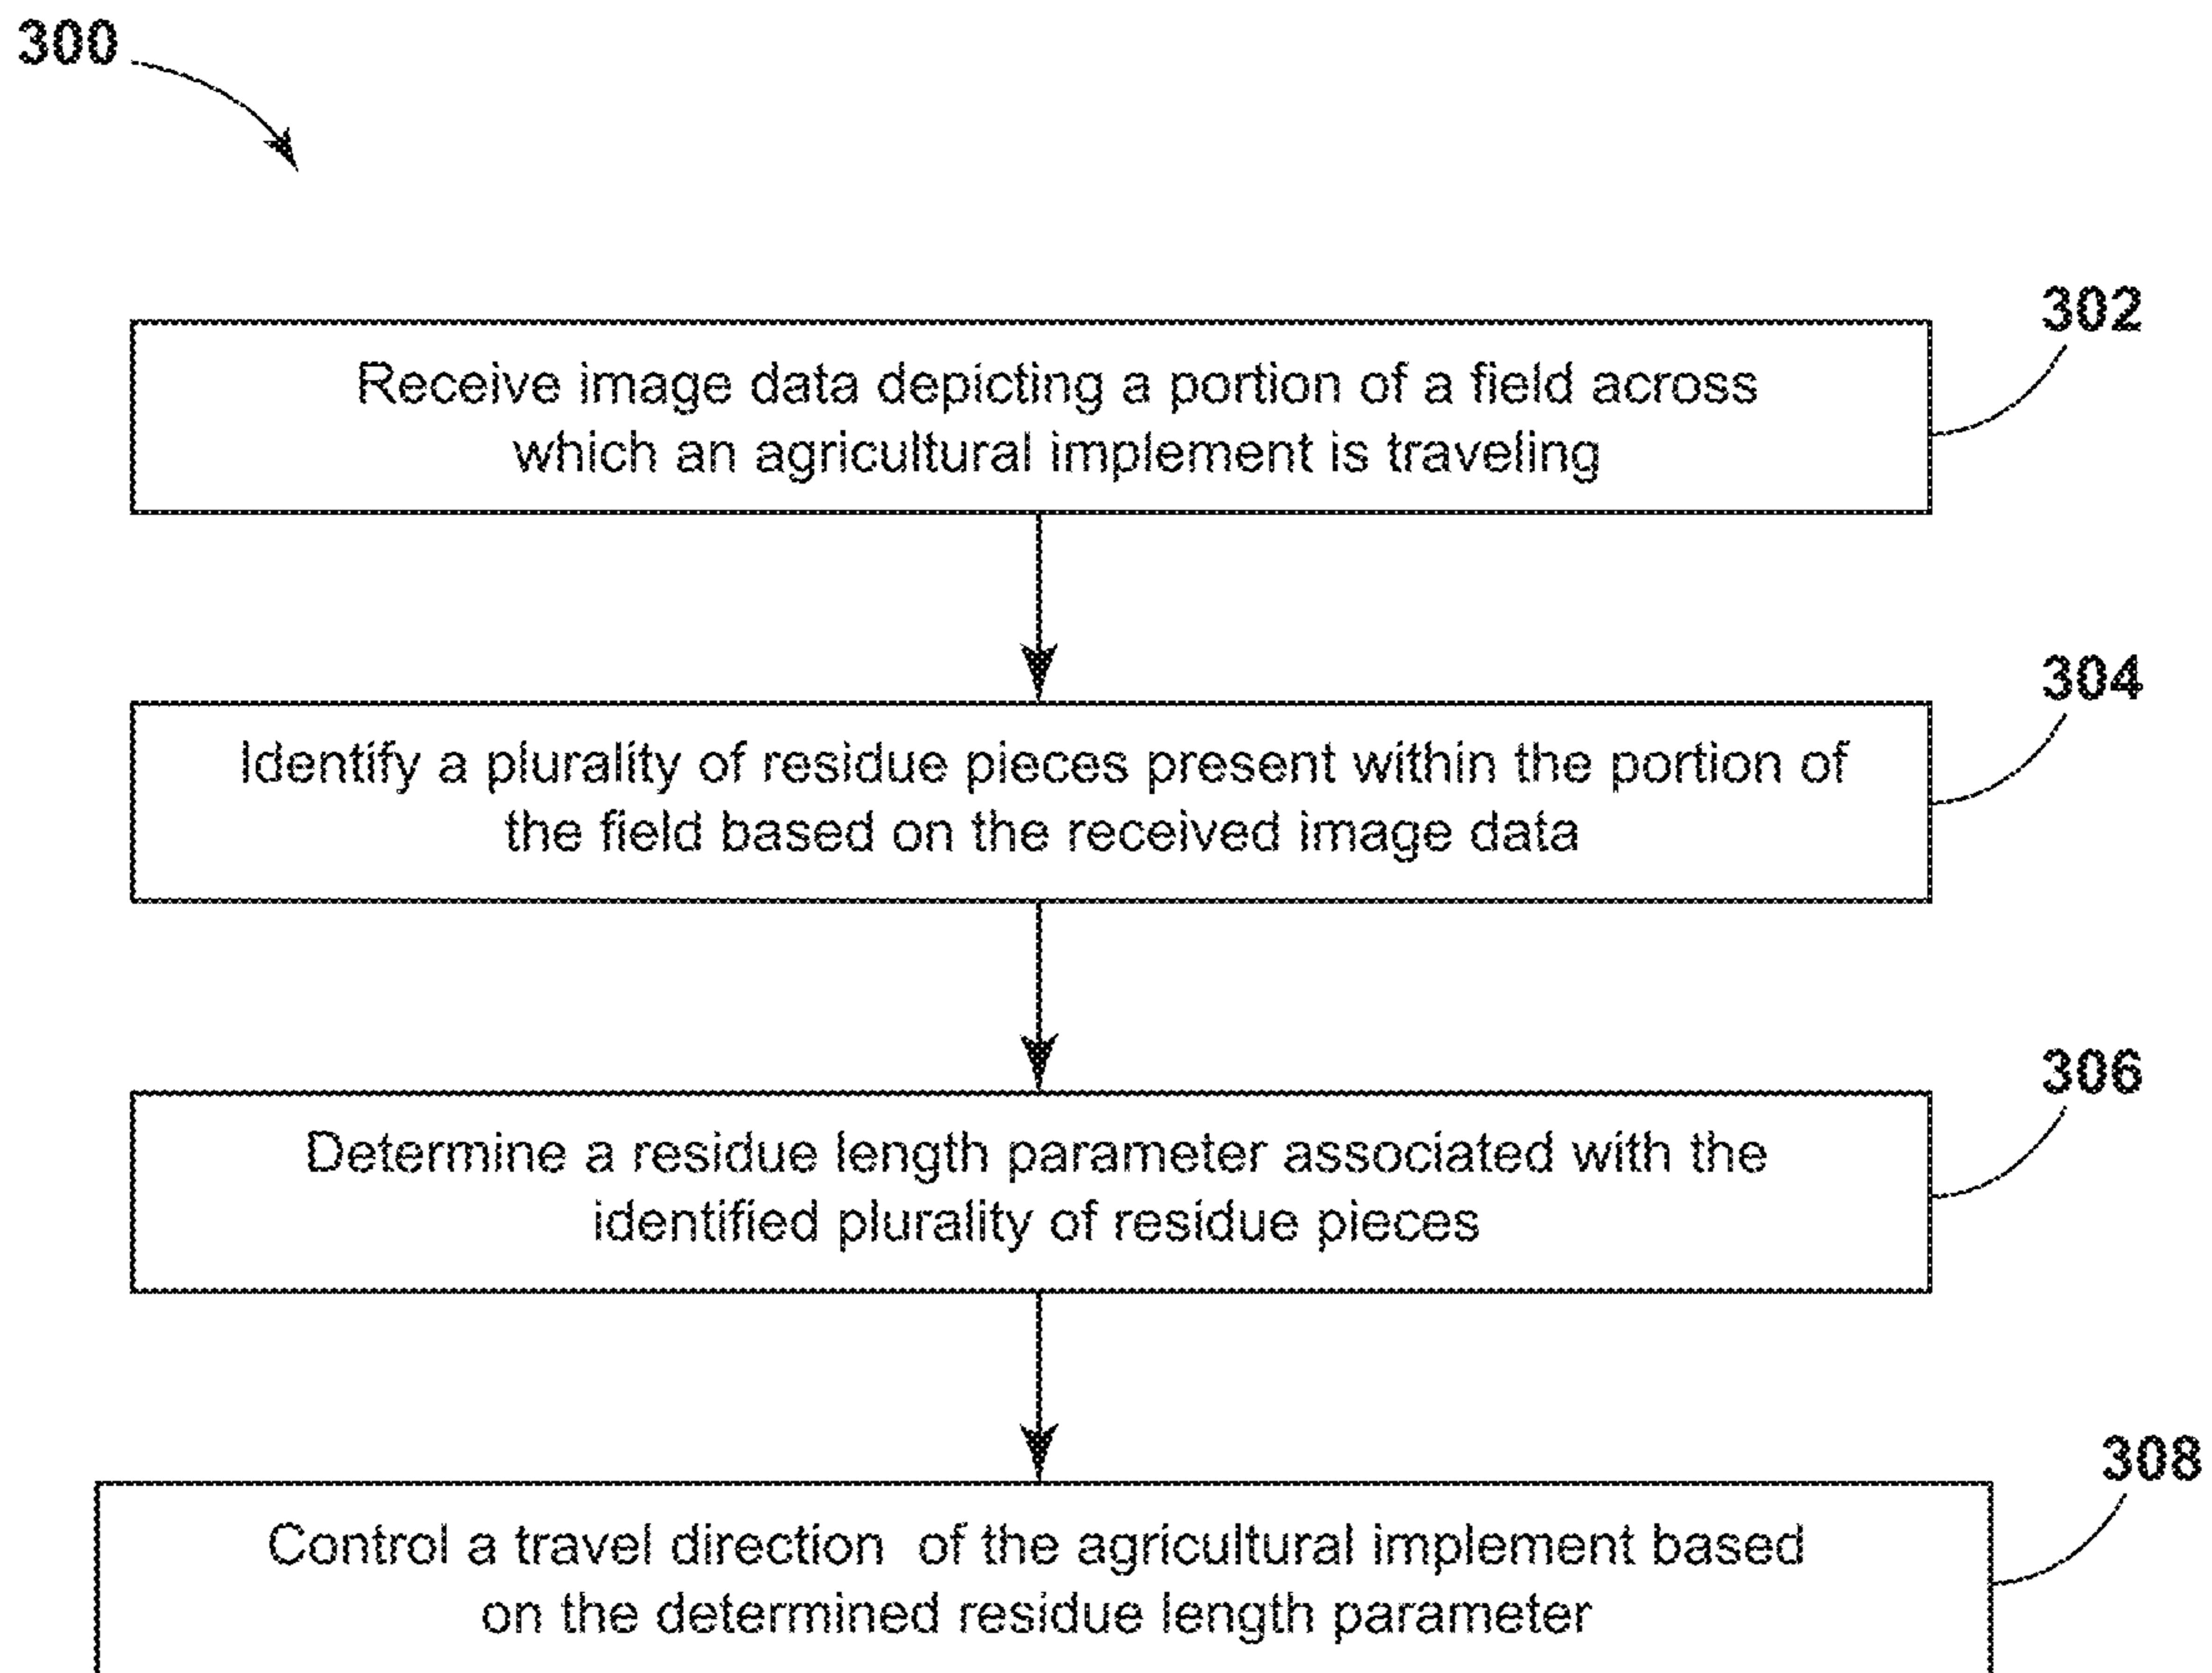 300
302
Receive image data depicting a portion of a field across
which an agricultural implement is traveling
304
Identify a plurality of residue pieces present within the portion of
the field based on the received image data
306
Determine a residue length parameter associated with the
identified plurality of residue pieces
308
Control a travel direction of the agricultural implement based
on the determined residue length parameter